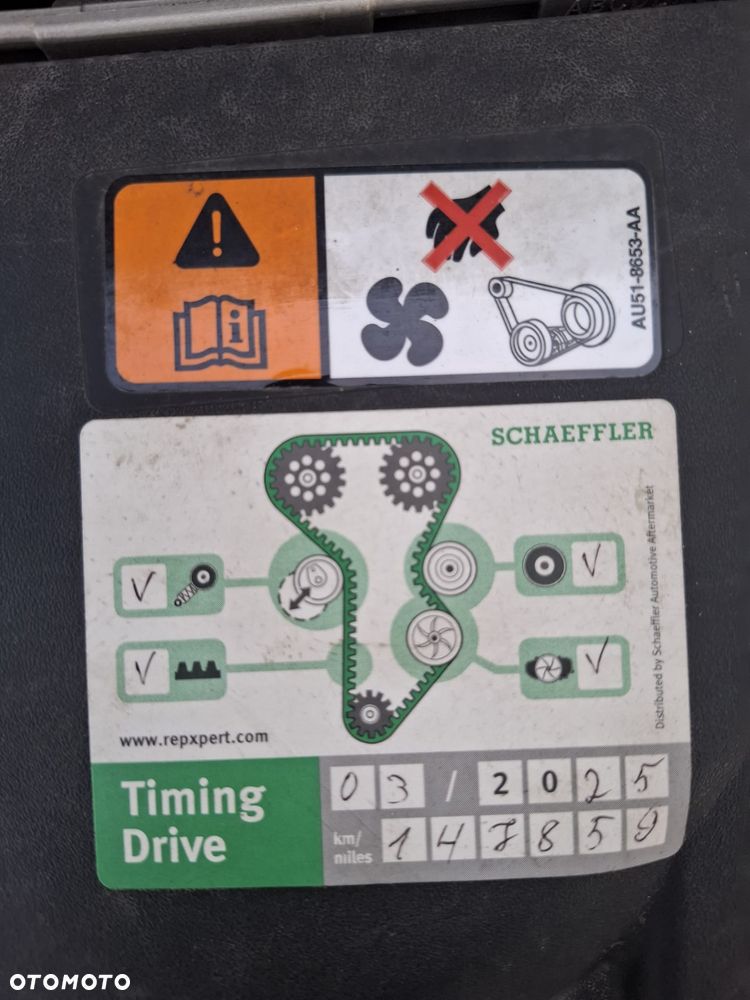 AU51-8653-AA
SCHAEFFLER
Distributed by Schaeffler Automotive Aftermarket
www.repxpert.com
Timing
Drive
03 / 2025
km/
miles
147859
OTOMOTO